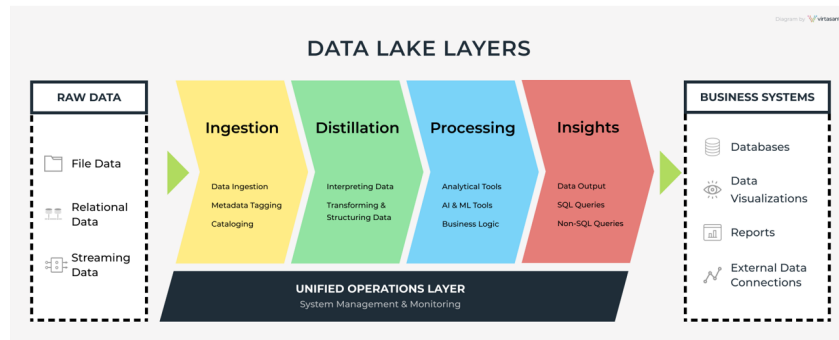 Diagram by virtasant
DATA LAKE LAYERS
RAW DATA
File Data
Relational
Data
Streaming
Data
Ingestion
Data Ingestion
Metadata Tagging
Cataloging
Distillation
Interpreting Data
Transforming &
Structuring Data
Processing
Analytical Tools
AI & ML Tools
Business Logic
Insights
Data Output
SQL Queries
Non-SQL Queries
UNIFIED OPERATIONS LAYER
System Management & Monitoring
BUSINESS SYSTEMS
Databases
Data
Visualizations
Reports
External Data
Connections